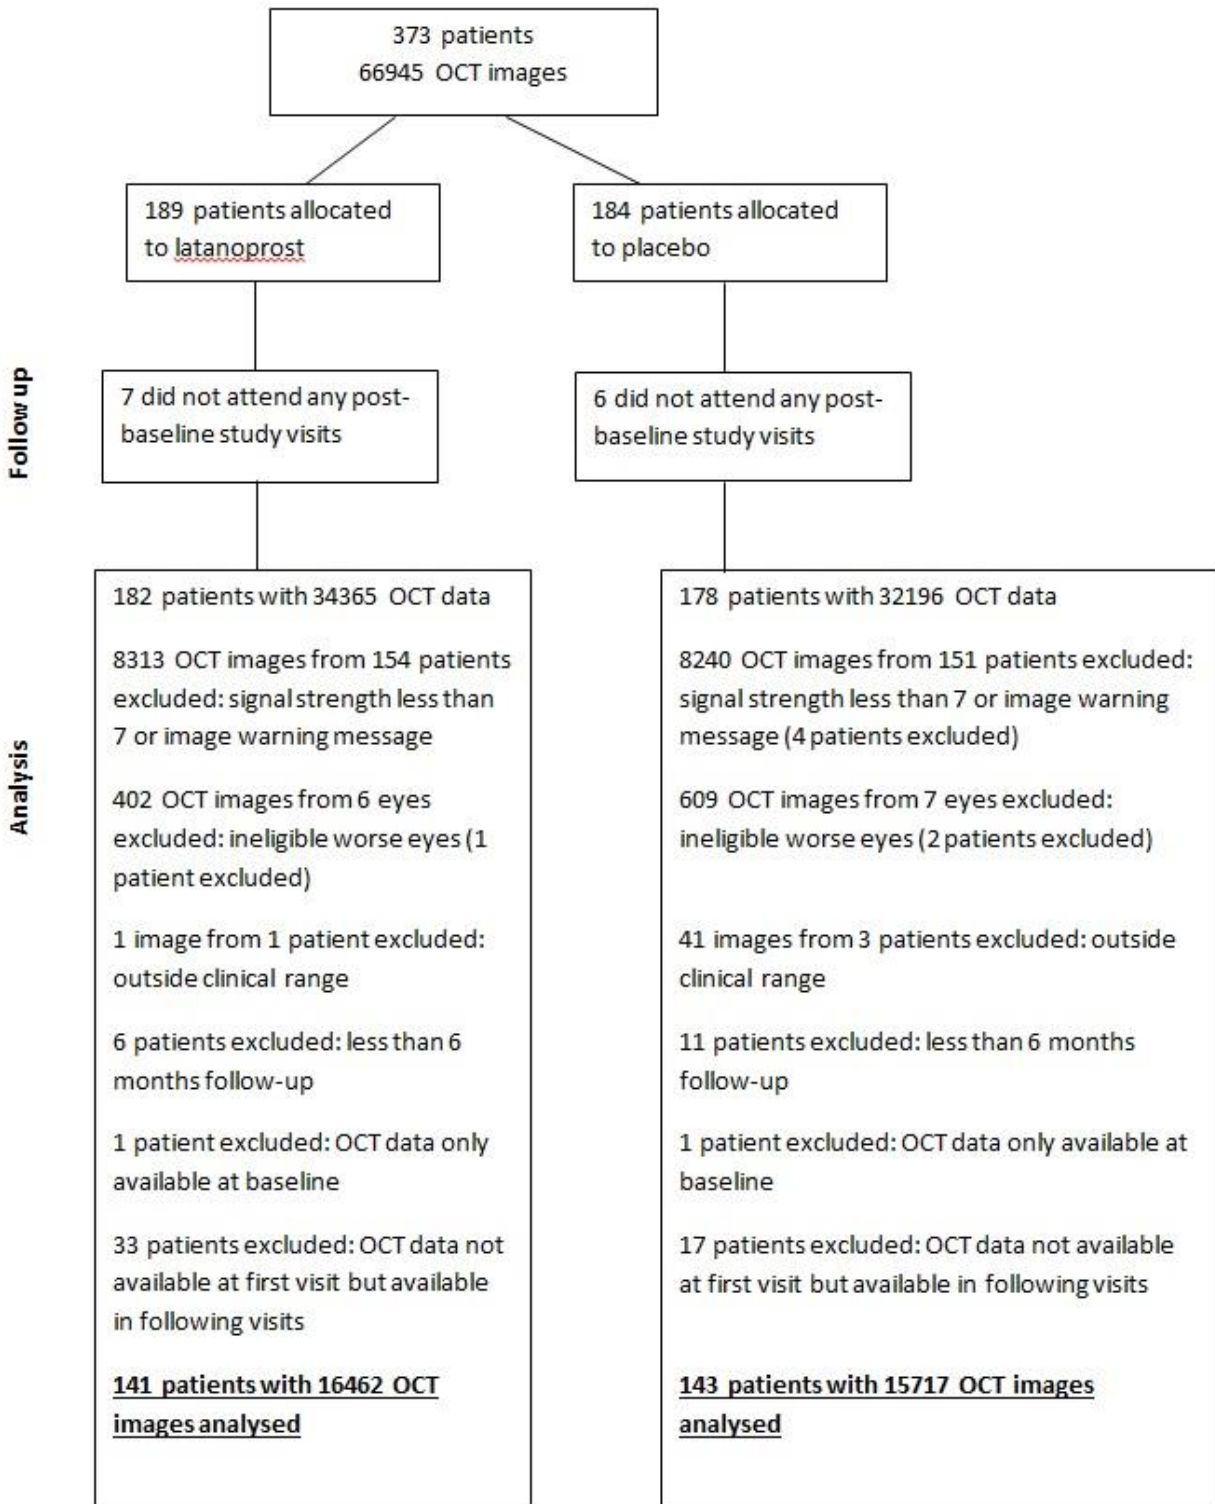 373 patients
66945 OCT images
189 patients allocated
to latanoprost
184 patients allocated
to placebo
Follow up
7 did not attend any post-
baseline study visits
6 did not attend any post-
baseline study visits
Analysis
182 patients with 34365 OCT data
8313 OCT images from 154 patients
excluded: signal strength less than
7 or image warning message
402 OCT images from 6 eyes
excluded: ineligible worse eyes (1
patient excluded)
1 image from 1 patient excluded:
outside clinical range
6 patients excluded: less than 6
months follow-up
1 patient excluded: OCT data only
available at baseline
33 patients excluded: OCT data not
available at first visit but available
in following visits
141 patients with 16462 OCT
images analysed
178 patients with 32196 OCT data
8240 OCT images from 151 patients excluded:
signal strength less than 7 or image warning
message (4 patients excluded)
609 OCT images from 7 eyes excluded:
ineligible worse eyes (2 patients excluded)
41 images from 3 patients excluded: outside
clinical range
11 patients excluded: less than 6 months
follow-up
1 patient excluded: OCT data only available at
baseline
17 patients excluded: OCT data not available
at first visit but available in following visits
143 patients with 15717 OCT images
analysed